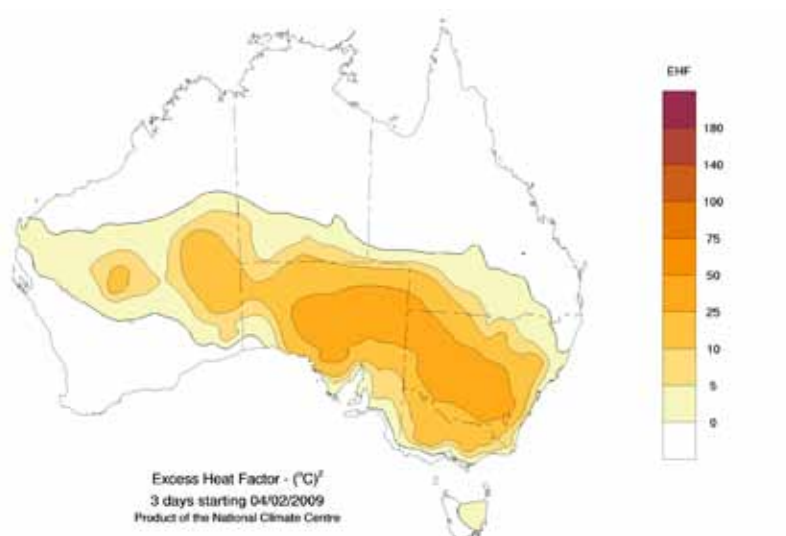 EHF
180
140
100
75
50
25
10
5
0
Excess Heat Factor - (°C)²
3 days starting 04/02/2009
Product of the National Climate Centre